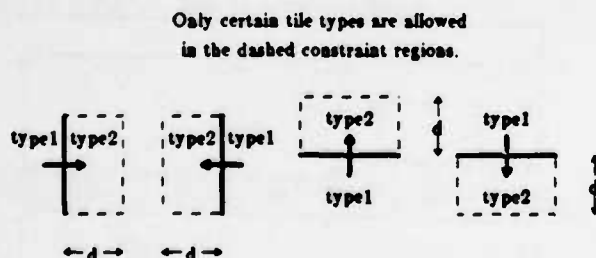 Only certain tile types are allowed
in the dashed constraint regions.
type1 type2 type2 type1
d d
type2 d
type1
type1
type2 d